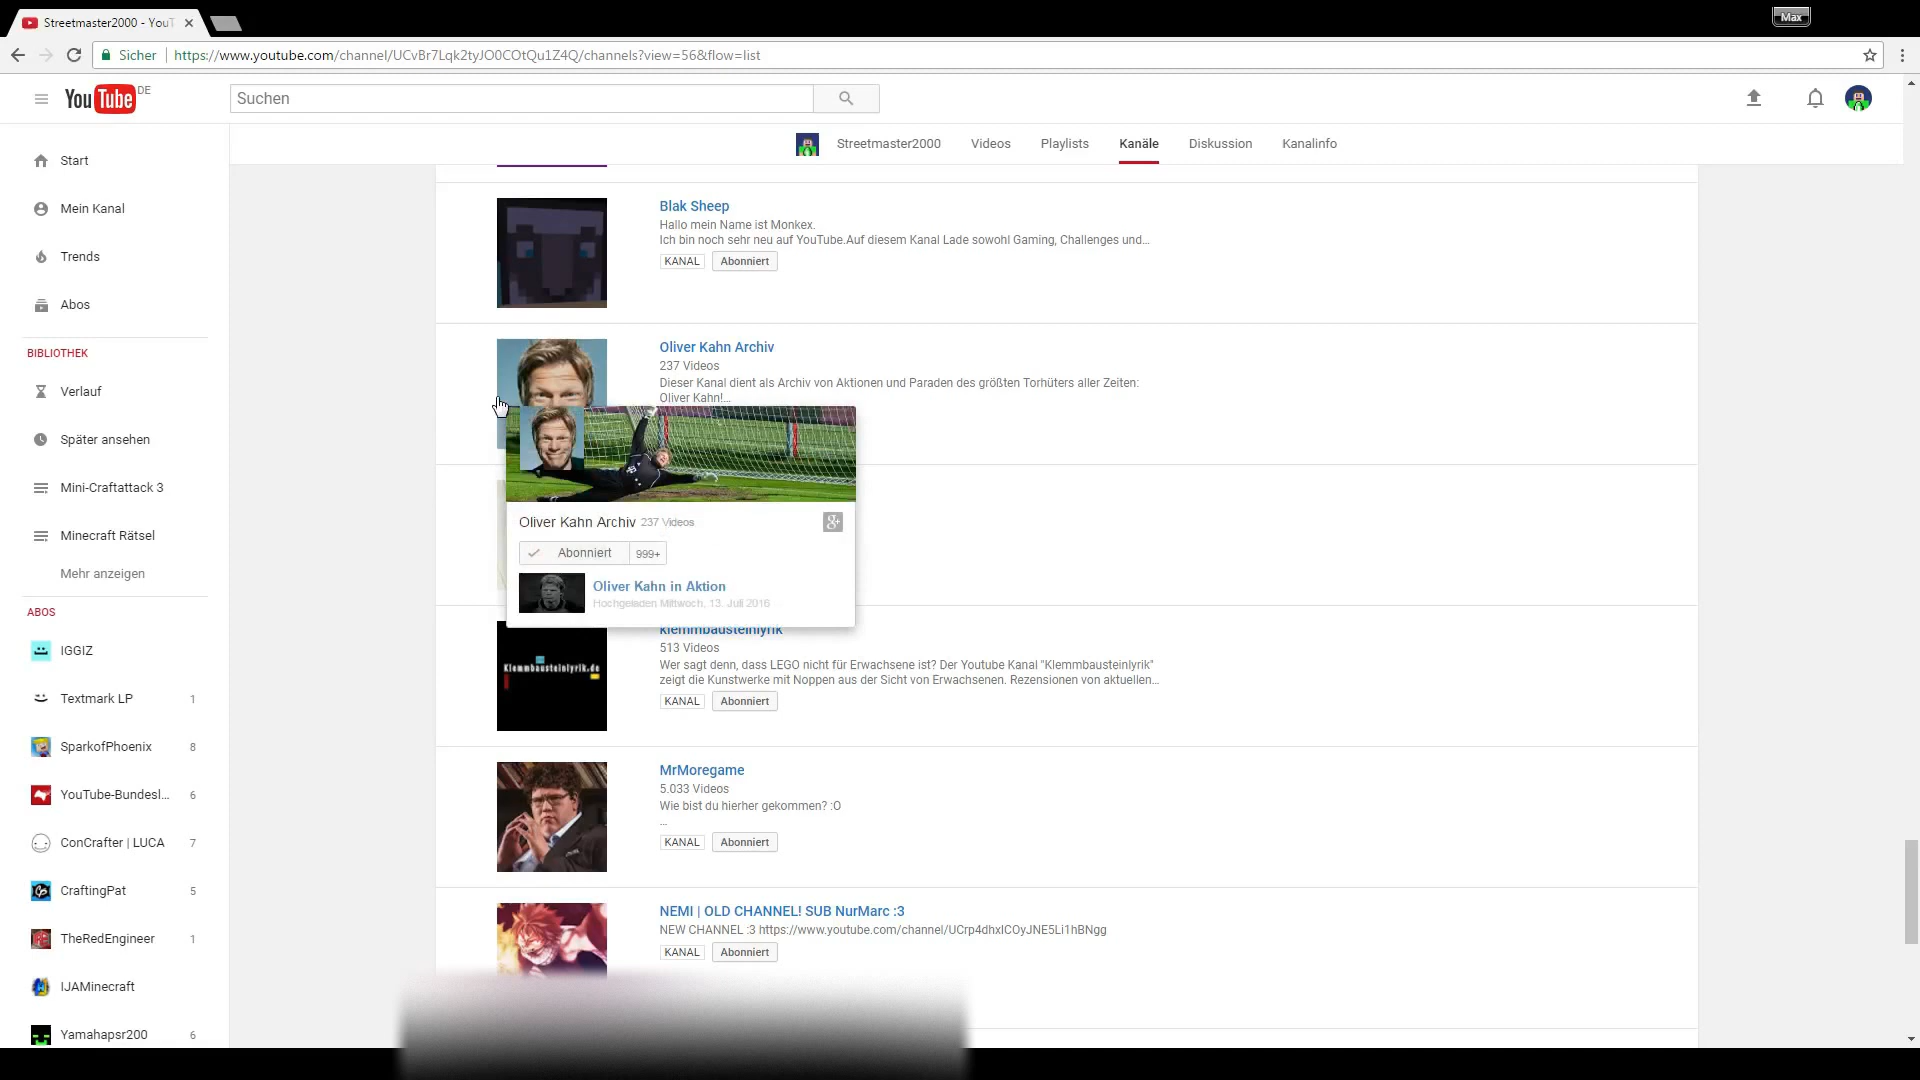 Streetmaster2000 - YouT
Max
Sicher https://www.youtube.com/channel/UCvBr7Lqk2tyJO0COtQu1Z4Q/channels?view=56&flow=list
YouTube DE
Suchen
Streetmaster2000 Videos Playlists Kanäle Diskussion Kanalinfo
Start
Mein Kanal
Trends
Abos
BIBLIOTHEK
Verlauf
Später ansehen
Mini-Craftattack 3
Minecraft Rätsel
Mehr anzeigen
ABOS
IGGIZ
Textmark LP 1
SparkofPhoenix 8
YouTube-Bundesl... 6
ConCrafter | LUCA 7
CraftingPat 5
TheRedEngineer 1
IJAMinecraft
Yamahapsr200 6
Blak Sheep
Hallo mein Name ist Monkex.
Ich bin noch sehr neu auf YouTube.Auf diesem Kanal Lade sowohl Gaming, Challenges und...
KANAL Abonniert
Oliver Kahn Archiv
237 Videos
Dieser Kanal dient als Archiv von Aktionen und Paraden des größten Torhüters aller Zeiten:
Oliver Kahn!...
Oliver Kahn Archiv 237 Videos
Abonniert 999+
Oliver Kahn in Aktion
Hochgeladen Mittwoch, 13. Juli 2016
klemmbausteinlyrik
Klemmbausteinlyrik.de
513 Videos
Wer sagt denn, dass LEGO nicht für Erwachsene ist? Der Youtube Kanal "Klemmbausteinlyrik"
zeigt die Kunstwerke mit Noppen aus der Sicht von Erwachsenen. Rezensionen von aktuellen...
KANAL Abonniert
MrMoregame
5.033 Videos
Wie bist du hierher gekommen? :O
...
KANAL Abonniert
NEMI | OLD CHANNEL! SUB NurMarc :3
NEW CHANNEL :3 https://www.youtube.com/channel/UCrp4dhxlCOyJNE5Li1hBNgg
KANAL Abonniert